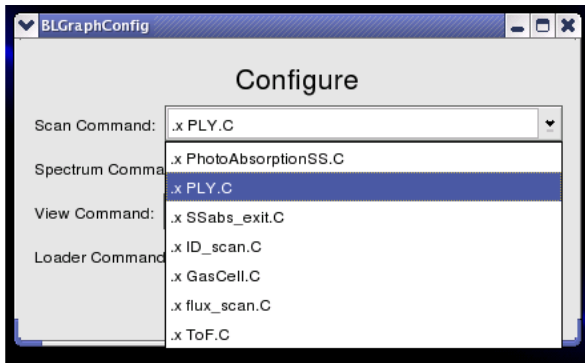 BLGraphConfig
Configure
Scan Command: .x PLY.C
.x PhotoAbsorptionSS.C
Spectrum Comma
.x PLY.C
View Command:
.x SSabs_exit.C
.x ID_scan.C
Loader Command
.x GasCell.C
.x flux_scan.C
.x ToF.C